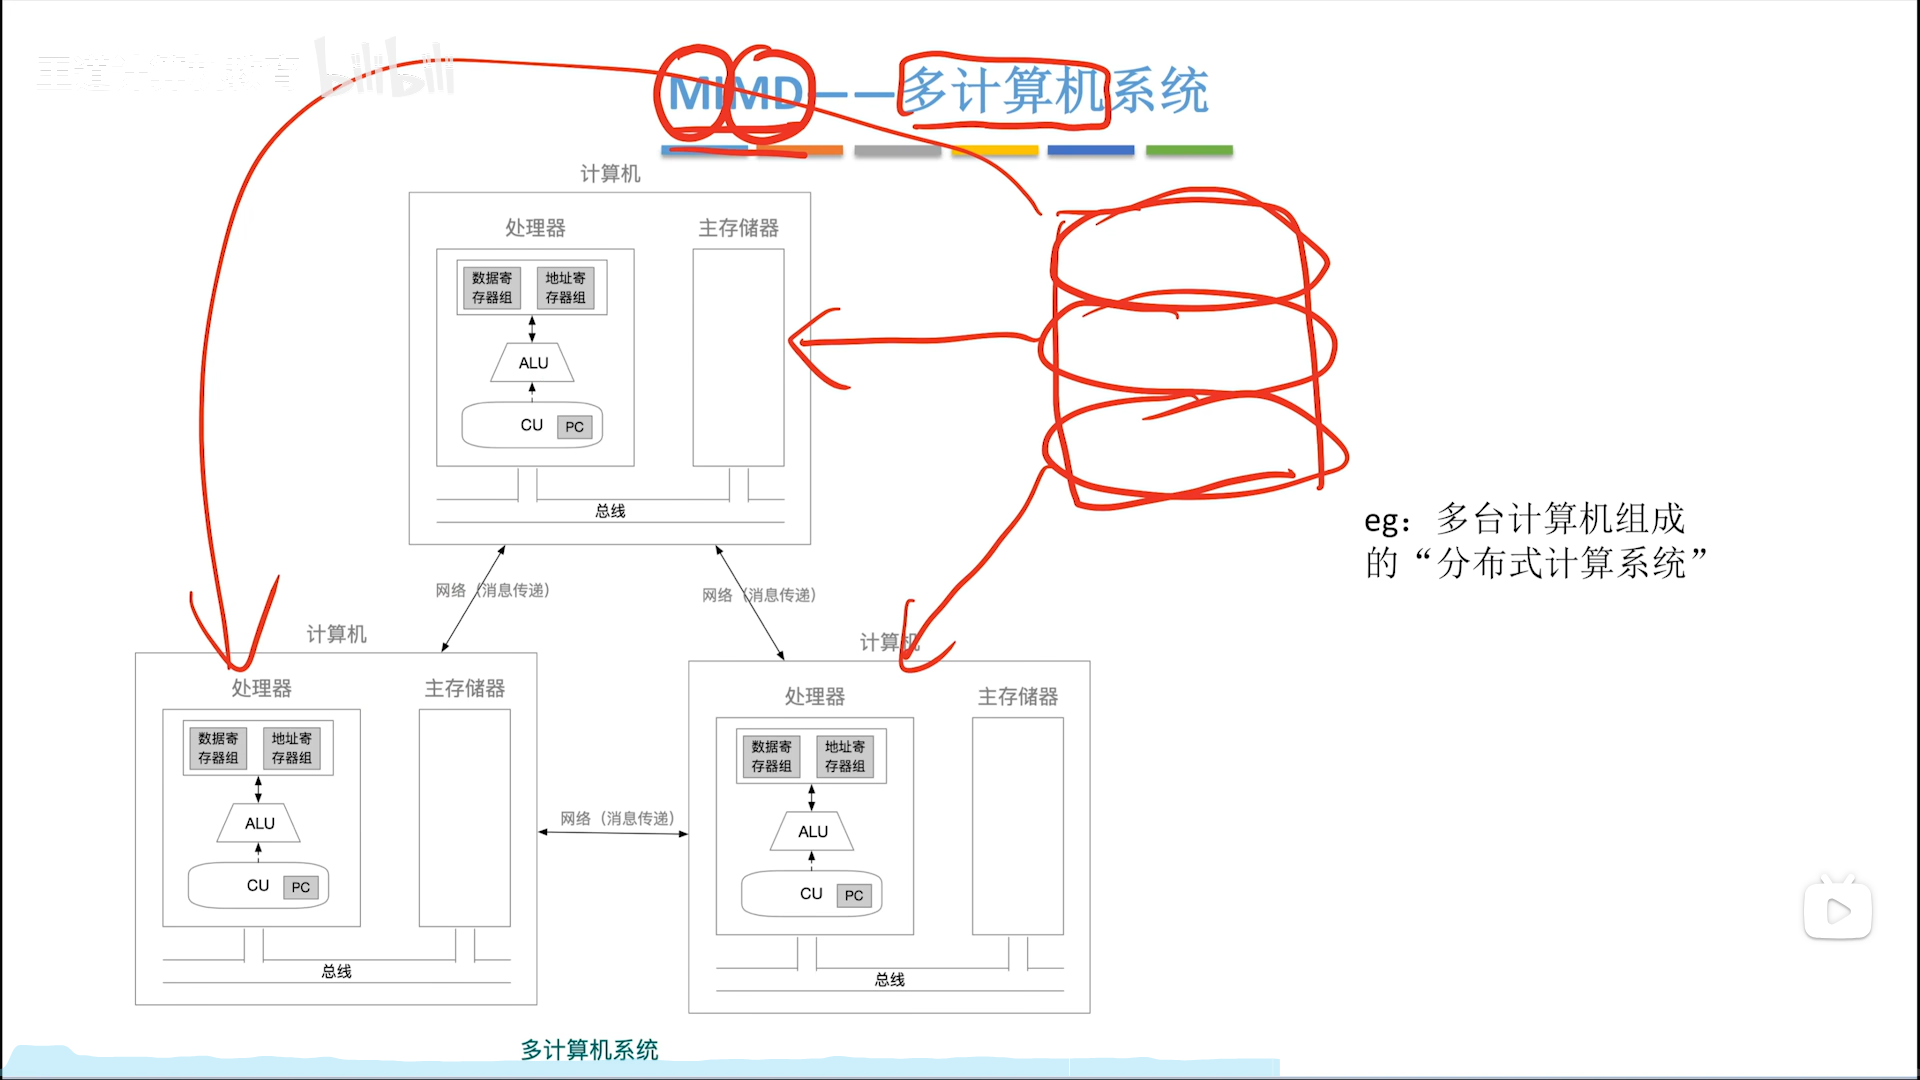 王道计算机教育 bilibili
MIMD——多计算机系统
计算机
处理器 主存储器
数据寄存器组 地址寄存器组
ALU
CU PC
总线
网络（消息传递） 网络（消息传递）
计算机 计算机
处理器 主存储器
数据寄存器组 地址寄存器组
ALU
CU PC
总线
网络（消息传递）
处理器 主存储器
数据寄存器组 地址寄存器组
ALU
CU PC
总线
eg：多台计算机组成
的“分布式计算系统”
多计算机系统